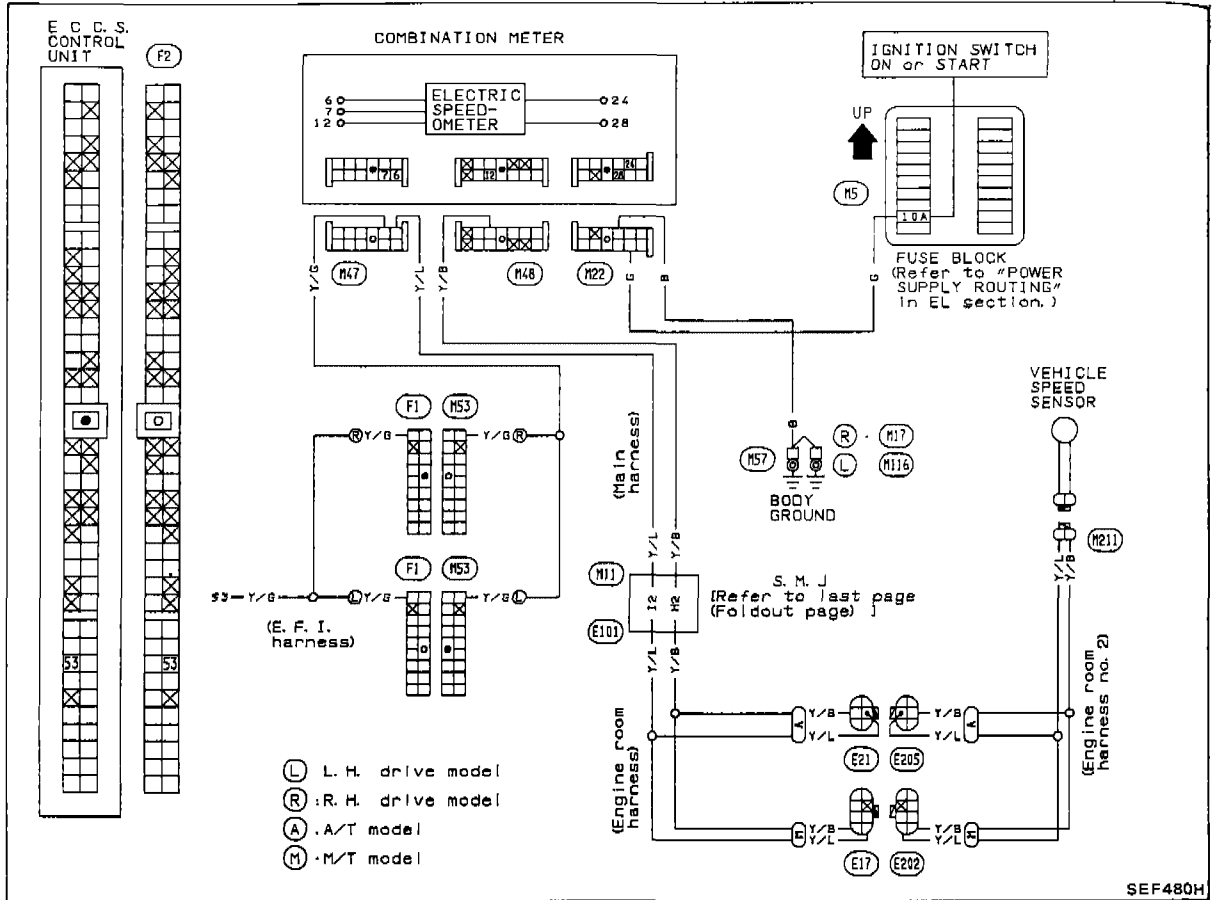 E C C. S.
CONTROL
UNIT
F2
COMBINATION METER
6
7
12
ELECTRIC
SPEED-
OMETER
24
28
7 6
12
24
28
M47
M48
M22
Y/G
Y/L
Y/B
G
B
IGNITION SWITCH
ON or START
UP
M5
10A
FUSE BLOCK
(Refer to "POWER
SUPPLY ROUTING"
in EL section.)
G
VEHICLE
SPEED
SENSOR
M211
Y/L
Y/B
F1
M53
R Y/G
Y/G R
F1
M53
53 Y/G
L Y/G
Y/G L
(E. F. I.
harness)
(Main
harness)
B
M57
R · M17
L M116
BODY
GROUND
Y/L
Y/B
M11
I2
H2
E101
S. M. J
[Refer to last page
(Foldout page) ]
Y/L
Y/B
(Engine room
harness)
A
Y/B
Y/L
E21
E205
Y/B
Y/L
A
M
Y/B
Y/L
E17
E202
Y/B
Y/L
M
(Engine room
harness no. 2)
53
53
L L. H. drive model
R :R. H. drive model
A .A/T model
M ·M/T model
SEF480H